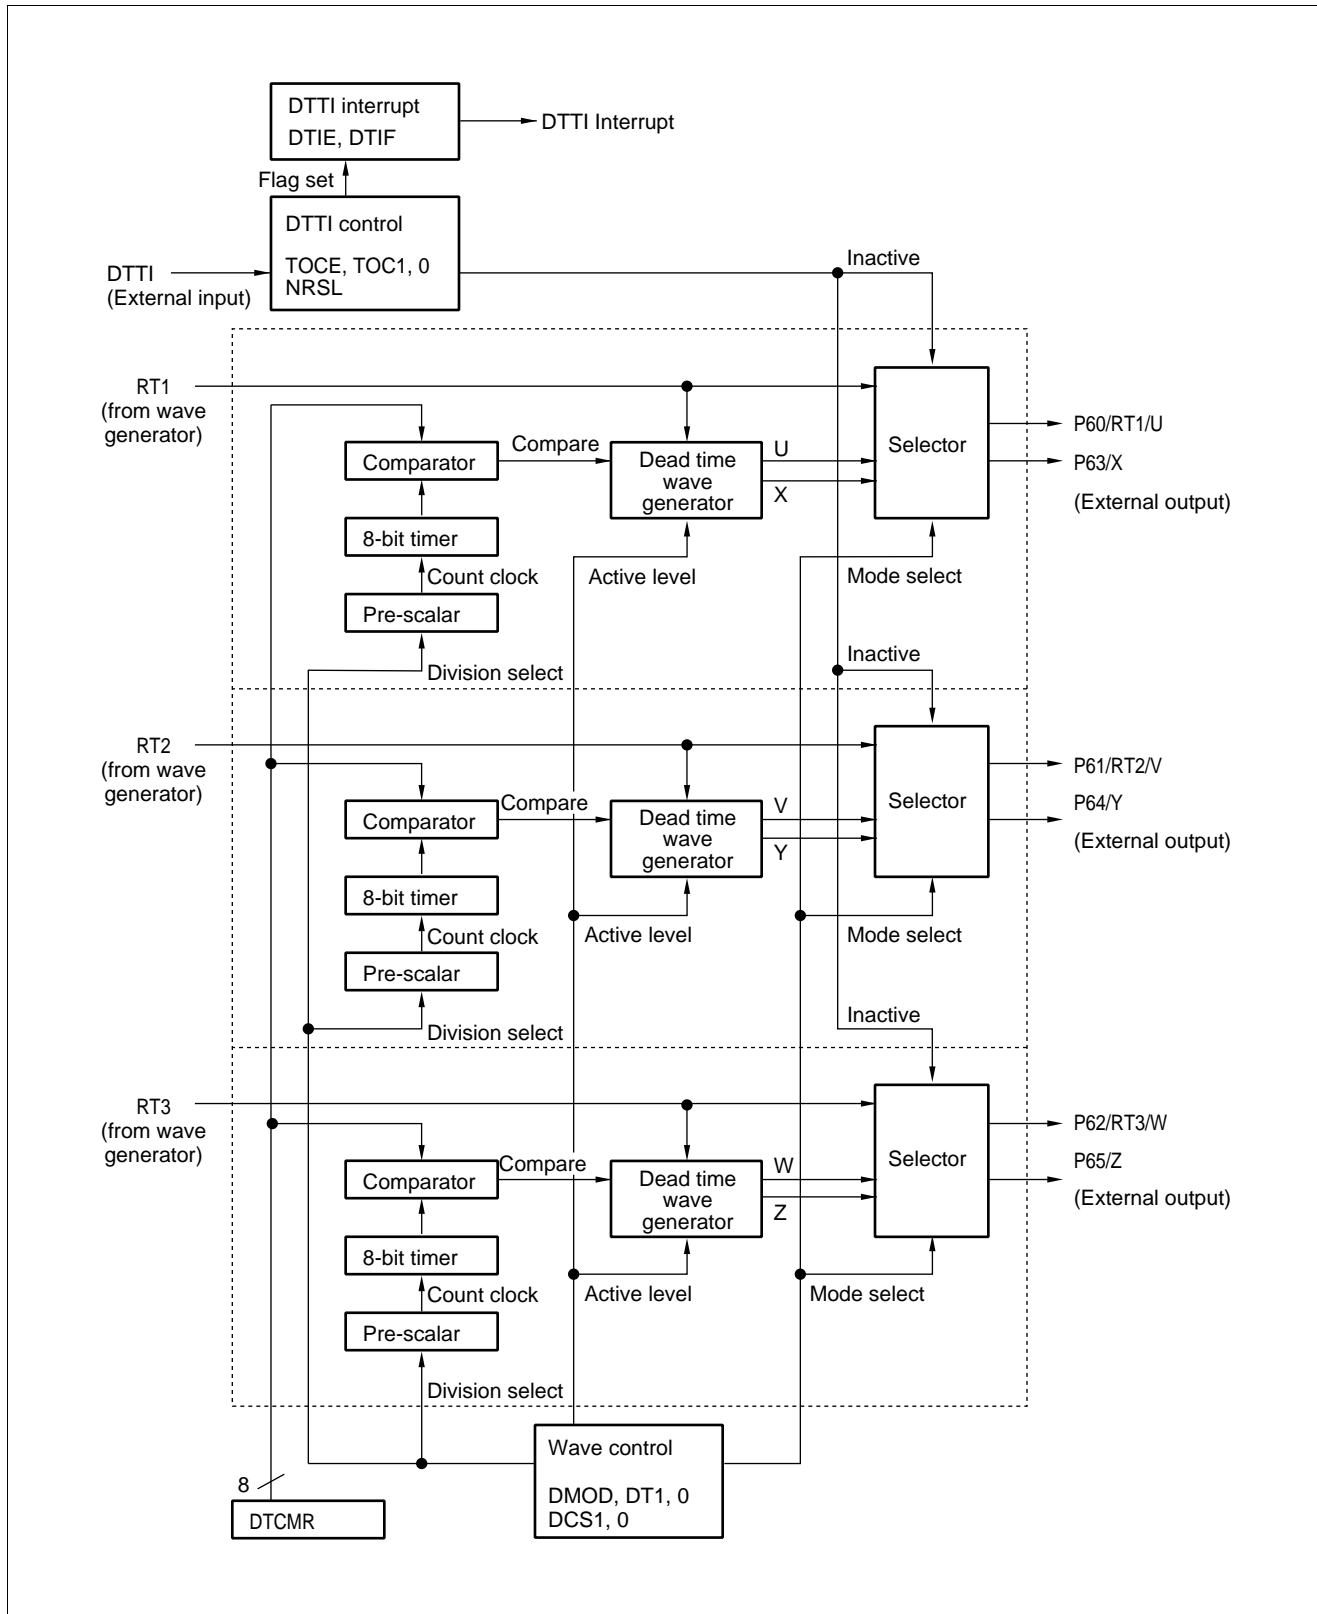 DTTI interrupt
DTIE, DTIF
DTTI Interrupt
Flag set
DTTI control
TOCE, TOC1, 0
NRSL
DTTI
(External input)
Inactive
RT1
(from wave
generator)
Comparator
Compare
Dead time
wave
generator
U
X
Selector
P60/RT1/U
P63/X
(External output)
8-bit timer
Count clock
Active level
Mode select
Pre-scalar
Division select
Inactive
RT2
(from wave
generator)
Comparator
Compare
Dead time
wave
generator
V
Y
Selector
P61/RT2/V
P64/Y
(External output)
8-bit timer
Count clock
Active level
Mode select
Pre-scalar
Division select
Inactive
RT3
(from wave
generator)
Comparator
Compare
Dead time
wave
generator
W
Z
Selector
P62/RT3/W
P65/Z
(External output)
8-bit timer
Count clock
Active level
Mode select
Pre-scalar
Division select
Wave control
DMOD, DT1, 0
DCS1, 0
8
DTCMR